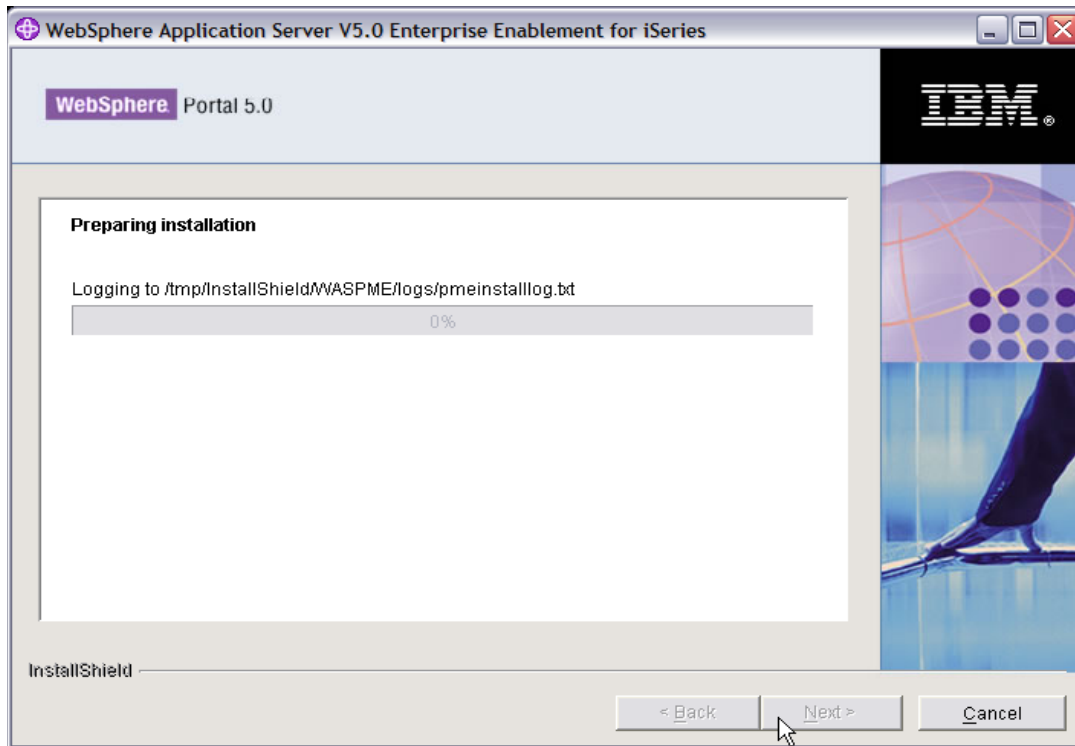 WebSphere Application Server V5.0 Enterprise Enablement for iSeries
WebSphere Portal 5.0
IBM®
Preparing installation
Logging to /tmp/InstallShield/WASPME/logs/pmeinstalllog.txt
0%
InstallShield
< Back
Next >
Cancel